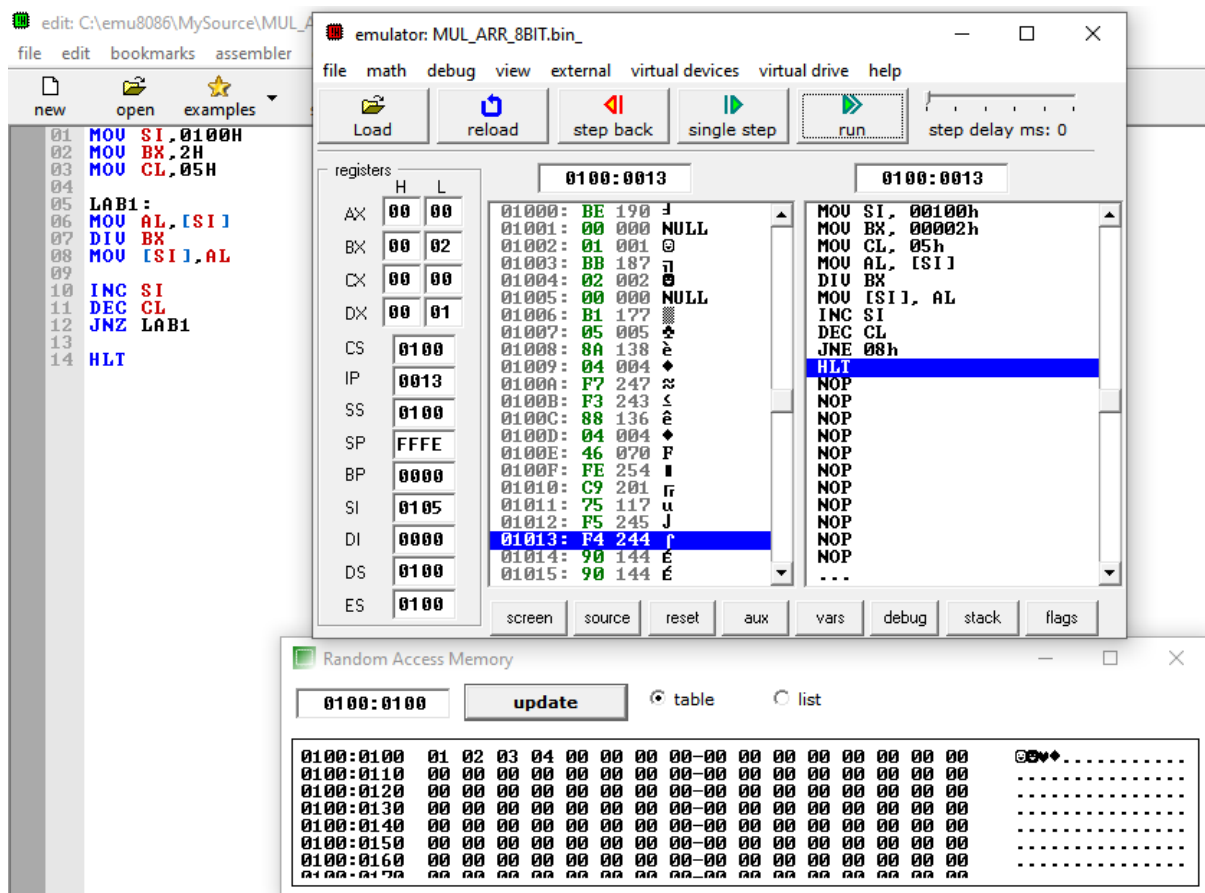 edit: C:\emu8086\MySource\MUL_A
file edit bookmarks assembler
new open examples
01 MOV SI,0100H
02 MOV BX,2H
03 MOV CL,05H
04
05 LAB1:
06 MOV AL,[SI]
07 DIV BX
08 MOV [SI],AL
09
10 INC SI
11 DEC CL
12 JNZ LAB1
13
14 HLT
emulator: MUL_ARR_8BIT.bin_
file math debug view external virtual devices virtual drive help
Load reload step back single step run step delay ms: 0
registers
H L
AX 00 00
BX 00 02
CX 00 00
DX 00 01
CS 0100
IP 0013
SS 0100
SP FFFE
BP 0000
SI 0105
DI 0000
DS 0100
ES 0100
0100:0013
01000: BE 190 ╛
01001: 00 000 NULL
01002: 01 001 ☺
01003: BB 187 ╗
01004: 02 002 ☻
01005: 00 000 NULL
01006: B1 177 ▒
01007: 05 005 ♣
01008: 8A 138 è
01009: 04 004 ♦
0100A: F7 247 ≈
0100B: F3 243 ≤
0100C: 88 136 ê
0100D: 04 004 ♦
0100E: 46 070 F
0100F: FE 254 ■
01010: C9 201 ╔
01011: 75 117 u
01012: F5 245 ⌡
01013: F4 244 ⌠
01014: 90 144 É
01015: 90 144 É
0100:0013
MOV SI, 00100h
MOV BX, 00002h
MOV CL, 05h
MOV AL, [SI]
DIV BX
MOV [SI], AL
INC SI
DEC CL
JNE 08h
HLT
NOP
NOP
NOP
NOP
NOP
NOP
NOP
NOP
NOP
NOP
...
screen source reset aux vars debug stack flags
Random Access Memory
0100:0100 update table list
0100:0100 01 02 03 04 00 00 00 00-00 00 00 00 00 00 00 00 ☺☻♥♦............
0100:0110 00 00 00 00 00 00 00 00-00 00 00 00 00 00 00 00 ................
0100:0120 00 00 00 00 00 00 00 00-00 00 00 00 00 00 00 00 ................
0100:0130 00 00 00 00 00 00 00 00-00 00 00 00 00 00 00 00 ................
0100:0140 00 00 00 00 00 00 00 00-00 00 00 00 00 00 00 00 ................
0100:0150 00 00 00 00 00 00 00 00-00 00 00 00 00 00 00 00 ................
0100:0160 00 00 00 00 00 00 00 00-00 00 00 00 00 00 00 00 ................
0100:0170 00 00 00 00 00 00 00 00-00 00 00 00 00 00 00 00